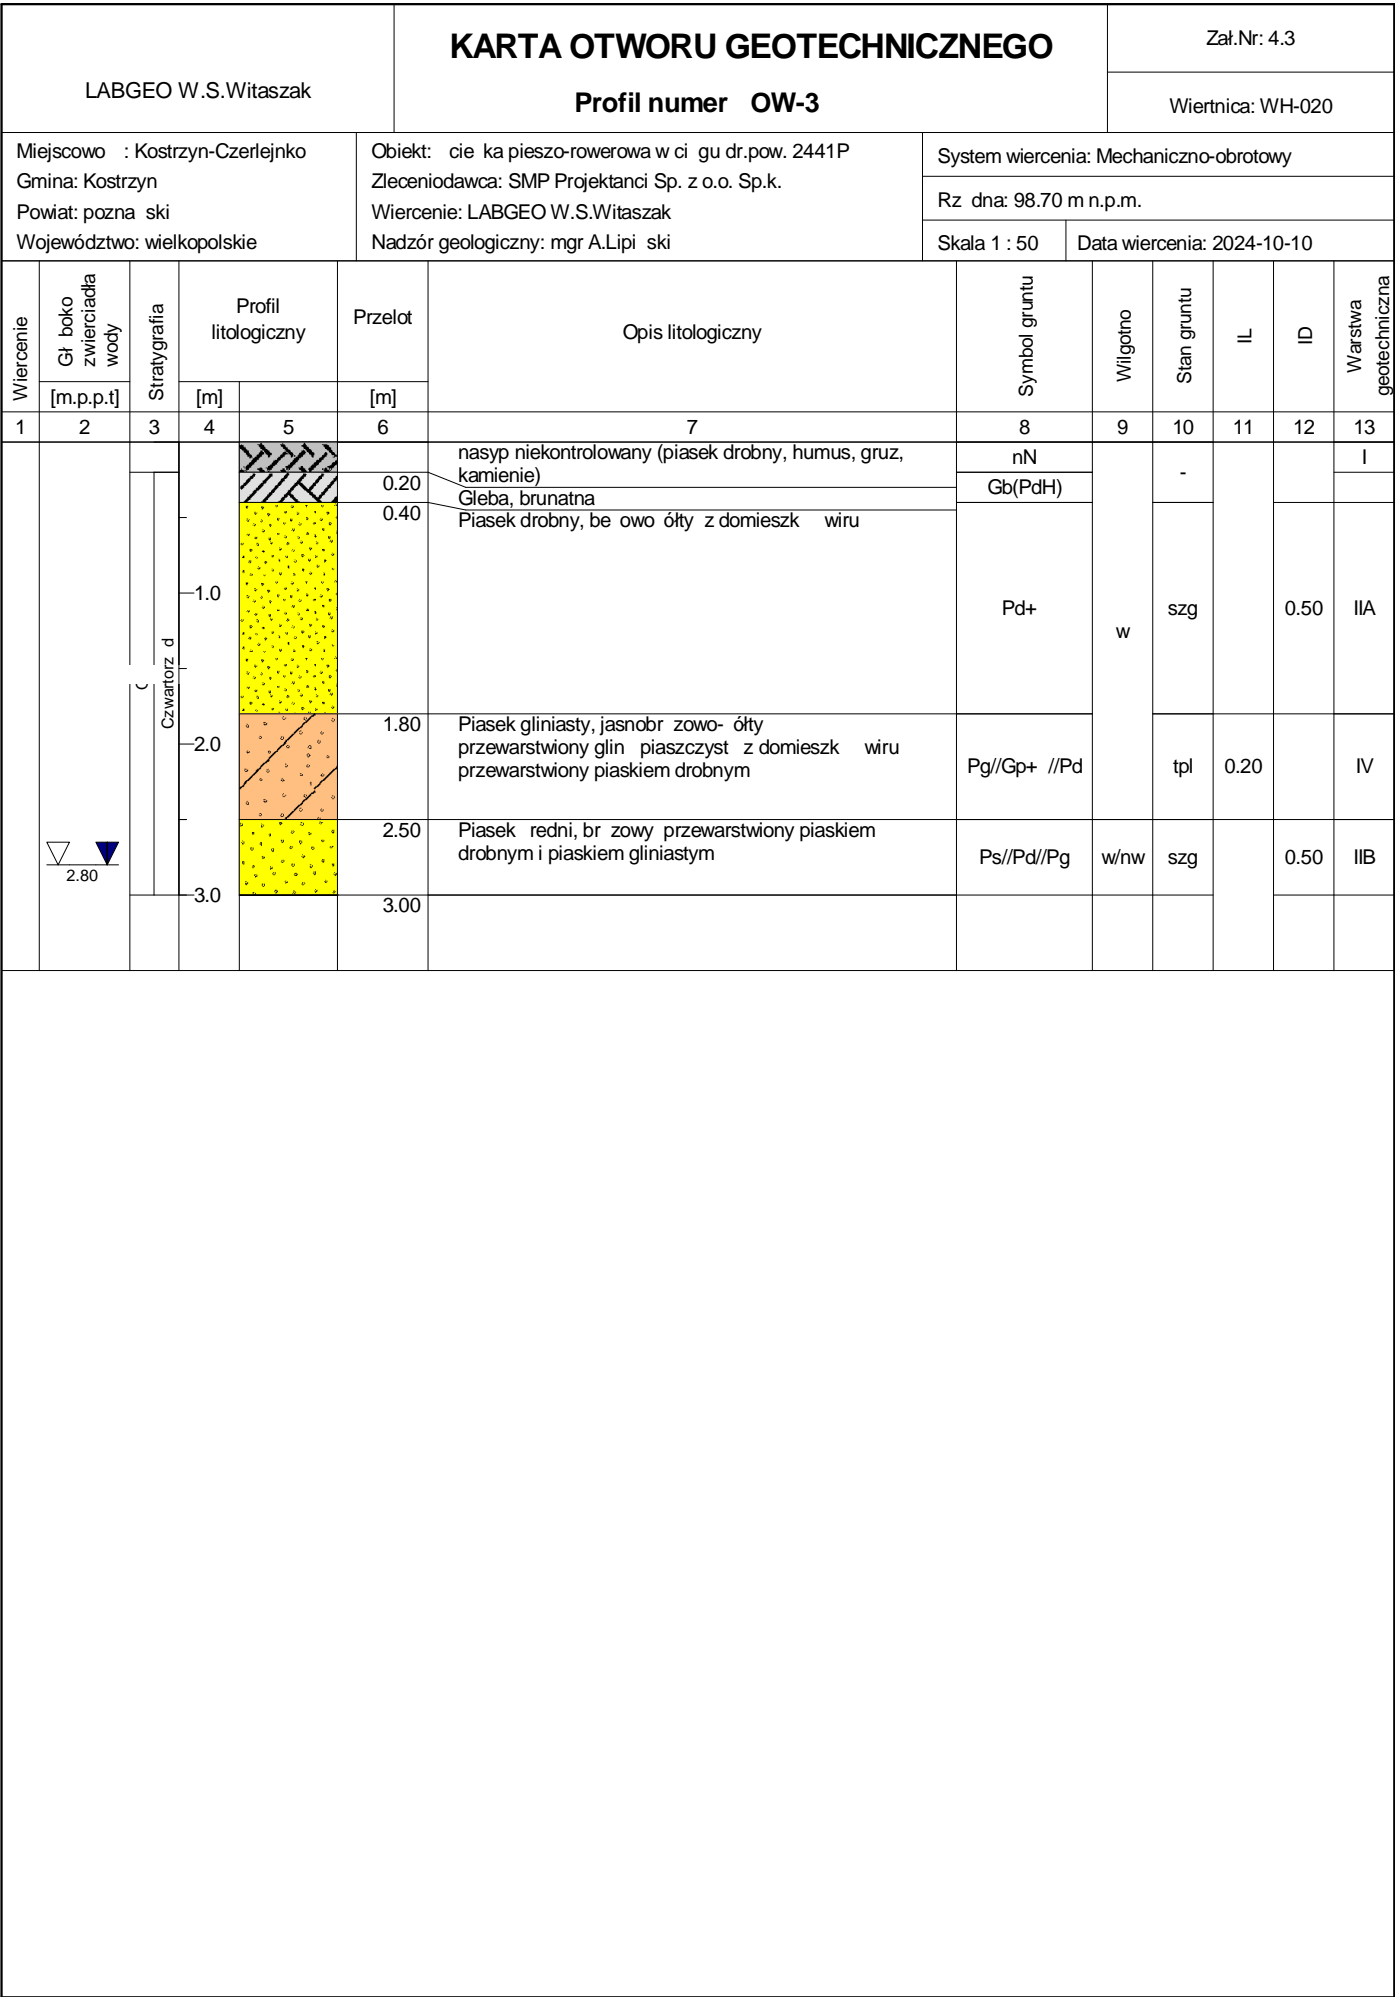 LABGEO W.S.Witaszak
KARTA OTWORU GEOTECHNICZNEGO
Profil numer OW-3
Zał.Nr: 4.3
Wiertnica: WH-020
Miejscowo : Kostrzyn-Czerlejnko
Gmina: Kostrzyn
Powiat: pozna ski
Województwo: wielkopolskie
Obiekt: cie ka pieszo-rowerowa w ci gu dr.pow. 2441P
Zleceniodawca: SMP Projektanci Sp. z o.o. Sp.k.
Wiercenie: LABGEO W.S.Witaszak
Nadzór geologiczny: mgr A.Lipi ski
System wiercenia: Mechaniczno-obrotowy
Rz dna: 98.70 m n.p.m.
Skala 1 : 50
Data wiercenia: 2024-10-10
Wiercenie
Gł boko
zwierciadła
wody
[m.p.p.t]
Stratygrafia
Profil
litologiczny
[m]
Przelot
[m]
Opis litologiczny
Symbol gruntu
Wilgotno
Stan gruntu
IL
ID
Warstwa
geotechniczna
1 2 3 4 5 6 7 8 9 10 11 12 13
nasyp niekontrolowany (piasek drobny, humus, gruz,
kamienie)
nN
-
I
0.20
Gleba, brunatna
Gb(PdH)
0.40
Piasek drobny, be owo ółty z domieszk wiru
1.0
Pd+
w
szg
0.50
IIA
Czwartorz d
1.80
Piasek gliniasty, jasnobr zowo- ółty
przewarstwiony glin piaszczyst z domieszk wiru
przewarstwiony piaskiem drobnym
2.0
Pg//Gp+ //Pd
tpl
0.20
IV
2.50
Piasek redni, br zowy przewarstwiony piaskiem
drobnym i piaskiem gliniastym
Ps//Pd//Pg
w/nw
szg
0.50
IIB
2.80
3.0
3.00